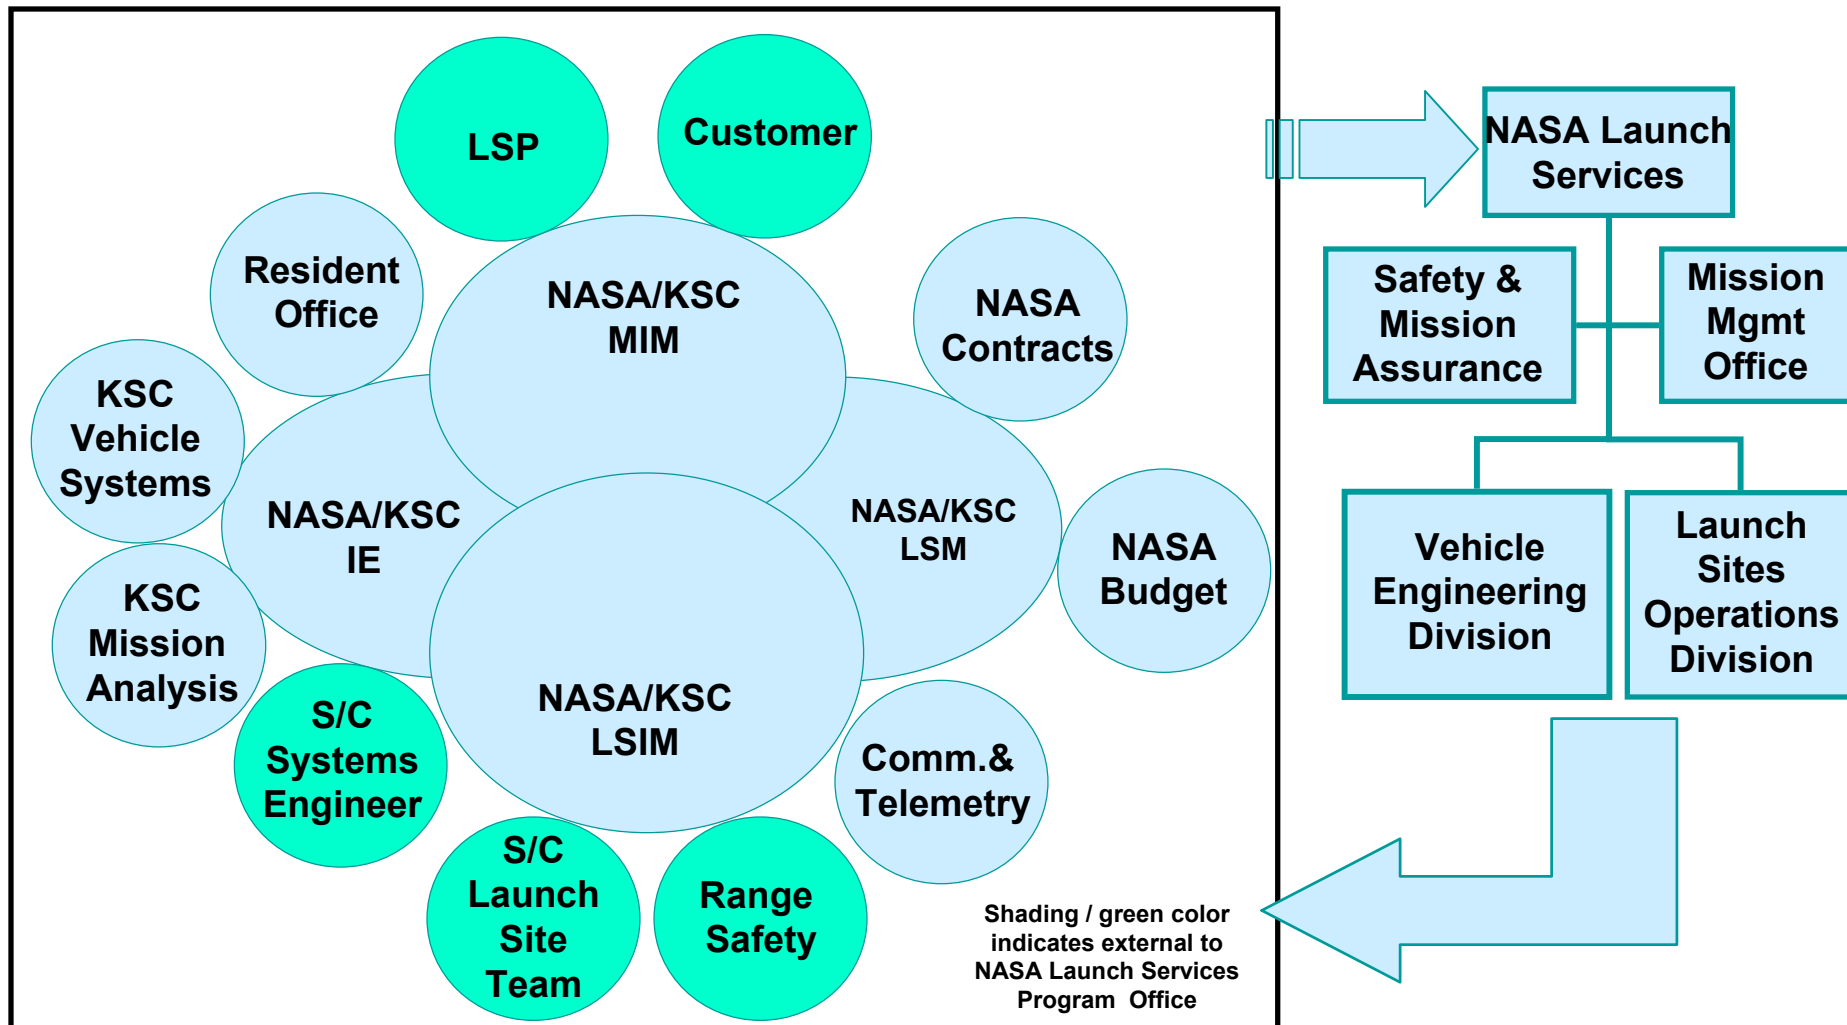 LSP
Customer
Resident
Office
NASA/KSC
MIM
NASA
Contracts
KSC
Vehicle
Systems
NASA/KSC
IE
NASA/KSC
LSM
NASA
Budget
KSC
Mission
Analysis
NASA/KSC
LSIM
S/C
Systems
Engineer
Comm.&
Telemetry
S/C
Launch
Site
Team
Range
Safety
Shading / green color
indicates external to
NASA Launch Services
Program Office
NASA Launch
Services
Safety &
Mission
Assurance
Mission
Mgmt
Office
Vehicle
Engineering
Division
Launch
Sites
Operations
Division